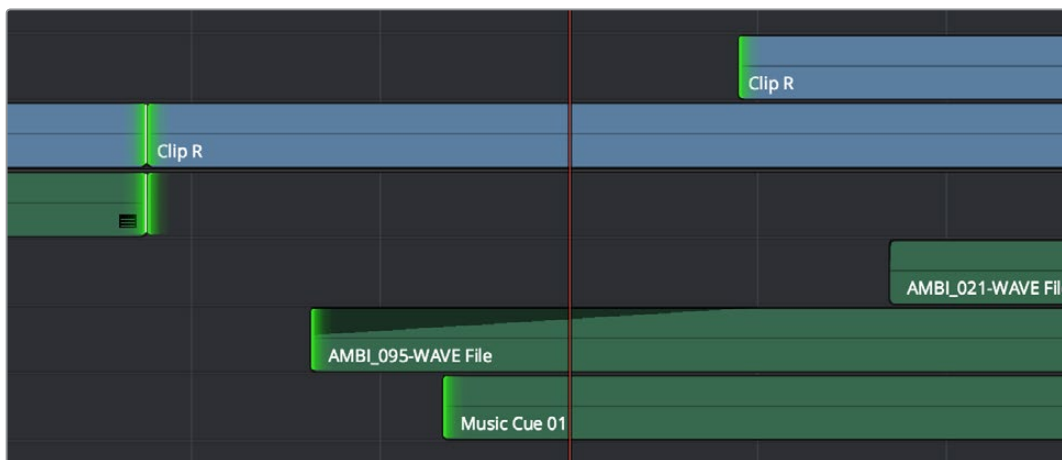 Clip R
Clip R
AMBI_021-WAVE Fil
AMBI_095-WAVE File
Music Cue 01